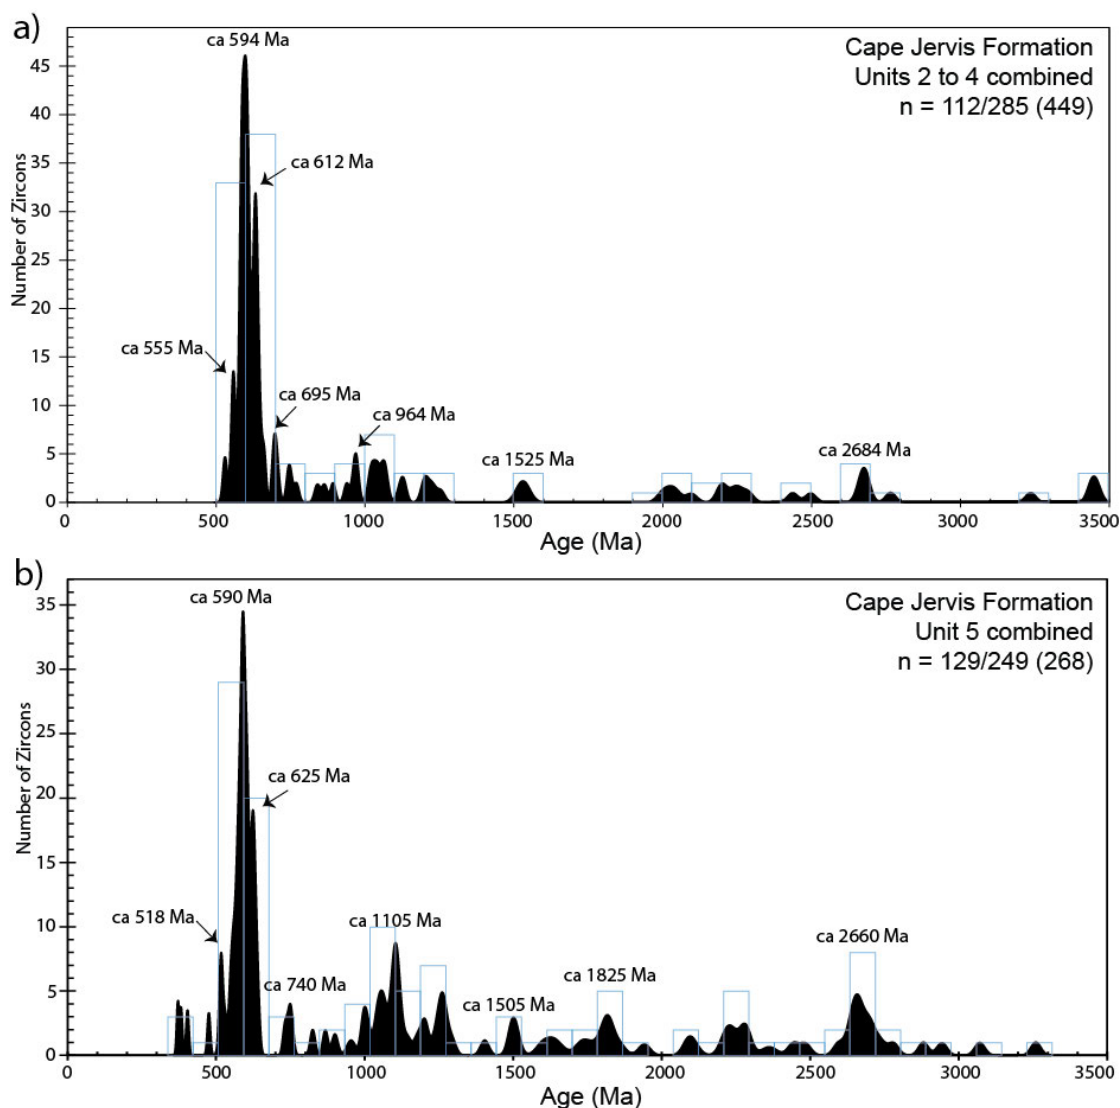 a)
ca 594 Ma
Cape Jervis Formation
Units 2 to 4 combined
n = 112/285 (449)
ca 612 Ma
ca 555 Ma
ca 695 Ma
ca 964 Ma
ca 1525 Ma
ca 2684 Ma
Number of Zircons
45
40
35
30
25
20
15
10
5
0
0 500 1000 1500 2000 2500 3000 3500
Age (Ma)
b)
ca 590 Ma
Cape Jervis Formation
Unit 5 combined
n = 129/249 (268)
ca 625 Ma
ca 518 Ma
ca 740 Ma
ca 1105 Ma
ca 1505 Ma
ca 1825 Ma
ca 2660 Ma
Number of Zircons
35
30
25
20
15
10
5
0
0 500 1000 1500 2000 2500 3000 3500
Age (Ma)